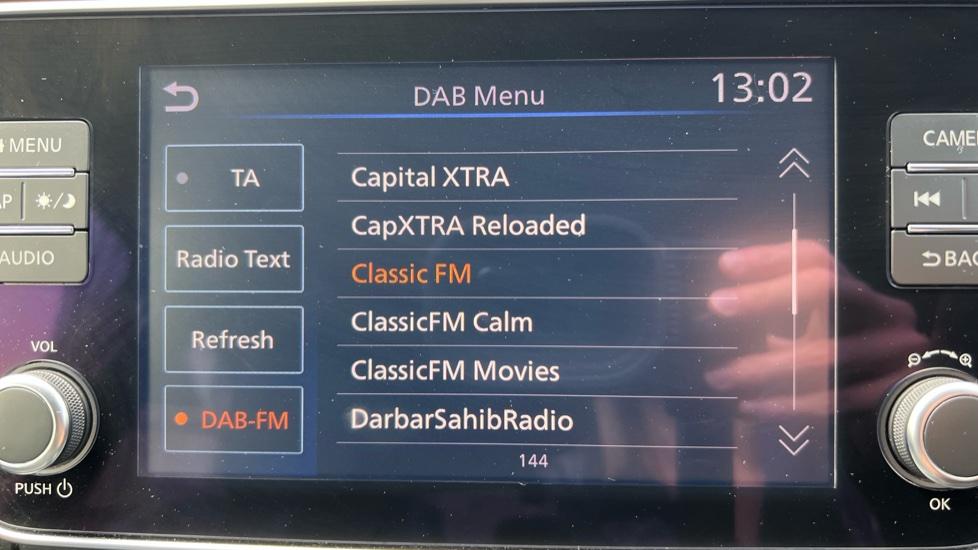 DAB Menu
13:02
TA
Radio Text
Refresh
DAB-FM
Capital XTRA
CapXTRA Reloaded
Classic FM
ClassicFM Calm
ClassicFM Movies
DarbarSahibRadio
144
MENU
AUDIO
VOL
PUSH
OK